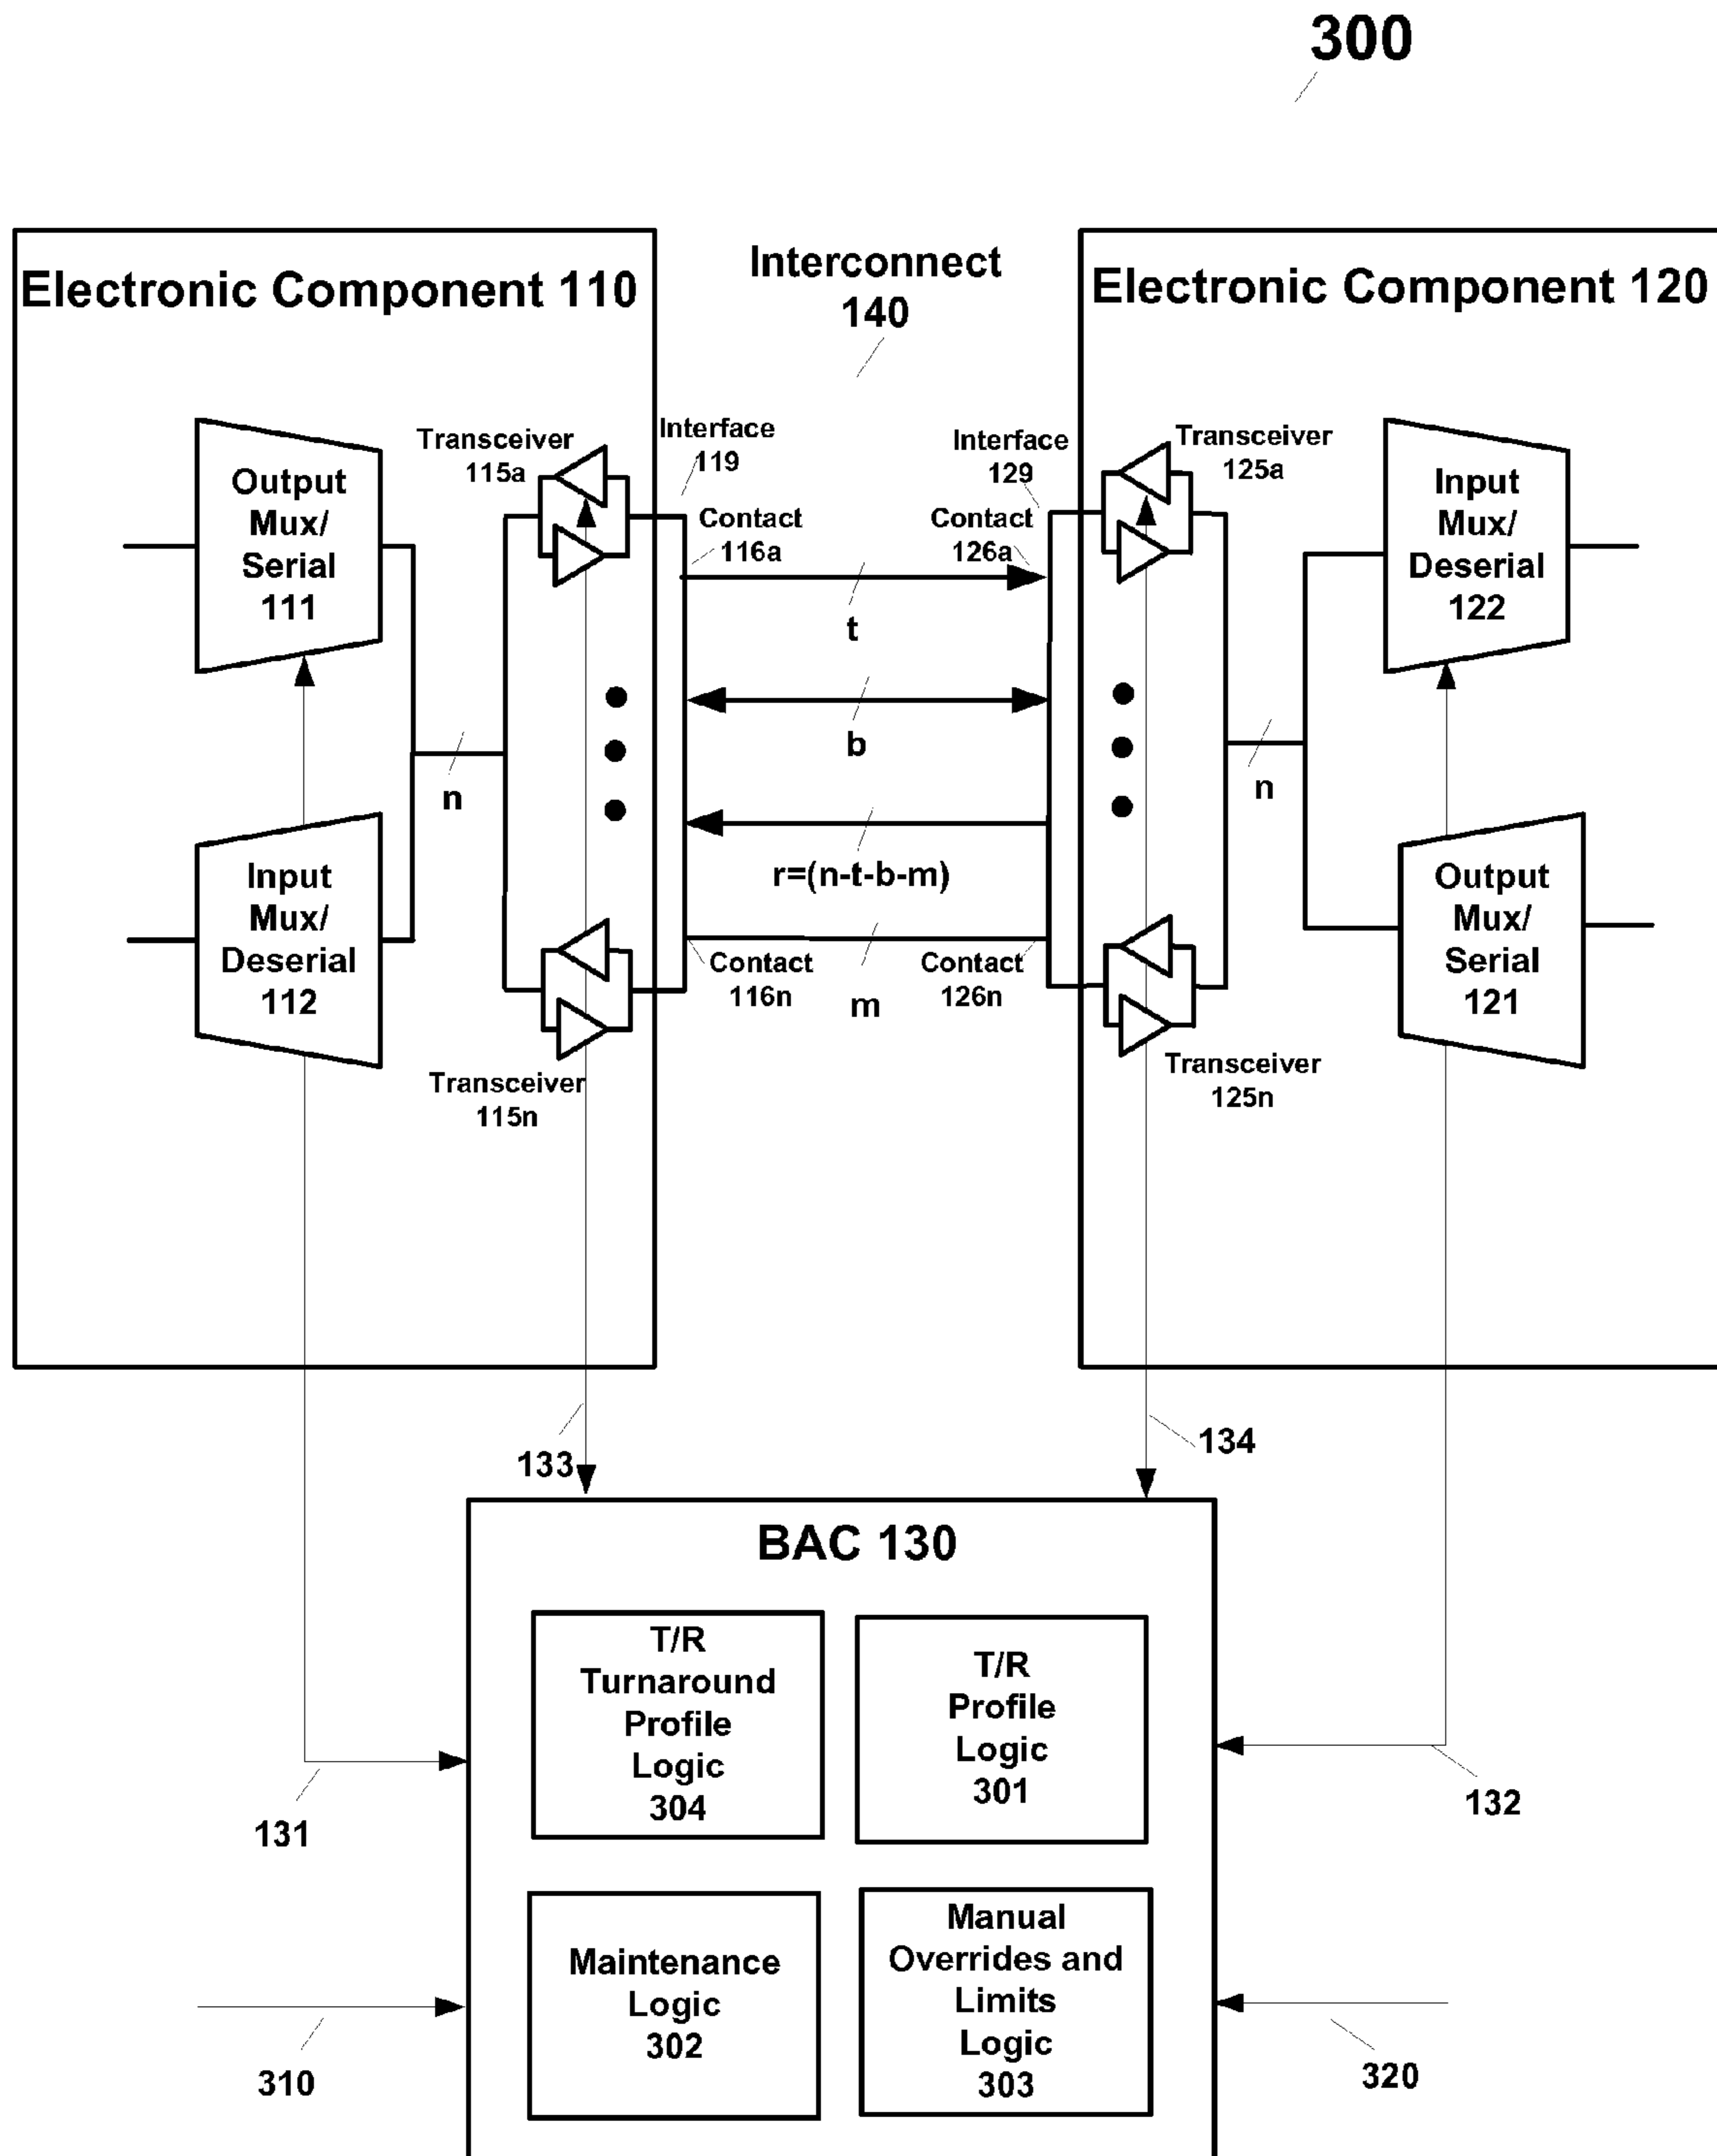 300
Electronic Component 110
Interconnect
140
Electronic Component 120
Output
Mux/
Serial
111
Transceiver
115a
Interface
119
Contact
116a
Interface
129
Contact
126a
Transceiver
125a
Input
Mux/
Deserial
122
t
b
n
n
r=(n-t-b-m)
Input
Mux/
Deserial
112
Contact
116n
m
Contact
126n
Output
Mux/
Serial
121
Transceiver
115n
Transceiver
125n
133
134
BAC 130
T/R
Turnaround
Profile
Logic
304
T/R
Profile
Logic
301
131
132
Maintenance
Logic
302
Manual
Overrides and
Limits
Logic
303
310
320